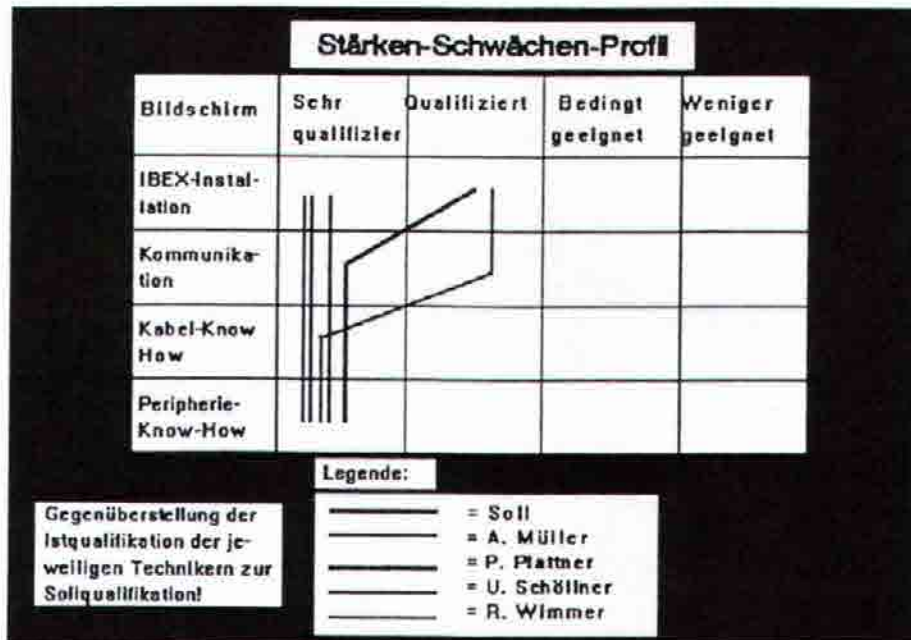 Stärken-Schwächen-Profil
Bildschirm
Sehr
qualifizier
Qualifiziert
Bedingt
geeignet
Weniger
geeignet
IBEX-Instal-
lation
Kommunika-
tion
Kabel-Know
How
Peripherie-
Know-How
Legende:
= Soll
= A. Müller
= P. Plattner
= U. Schöllner
= R. Wimmer
Gegenüberstellung der
Istqualifikation der je-
weiligen Technikern zur
Sollqualifikation!